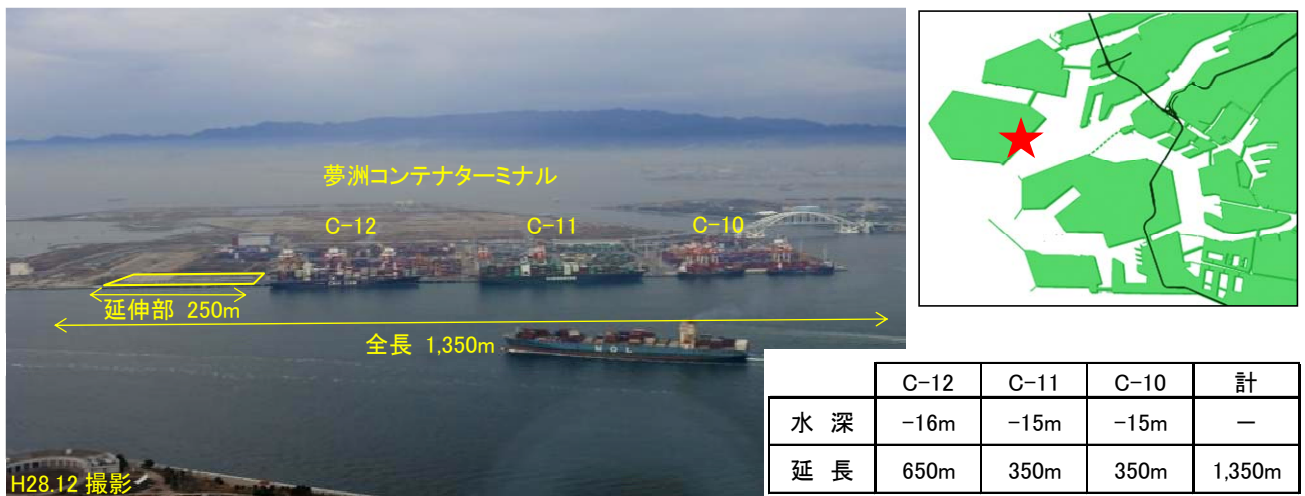 夢洲コンテナターミナル
C-12 C-11 C-10
延伸部 250m
全長 1,350m
MOL
H28.12 撮影
C-12 C-11 C-10 計
水 深 -16m -15m -15m －
延 長 650m 350m 350m 1,350m